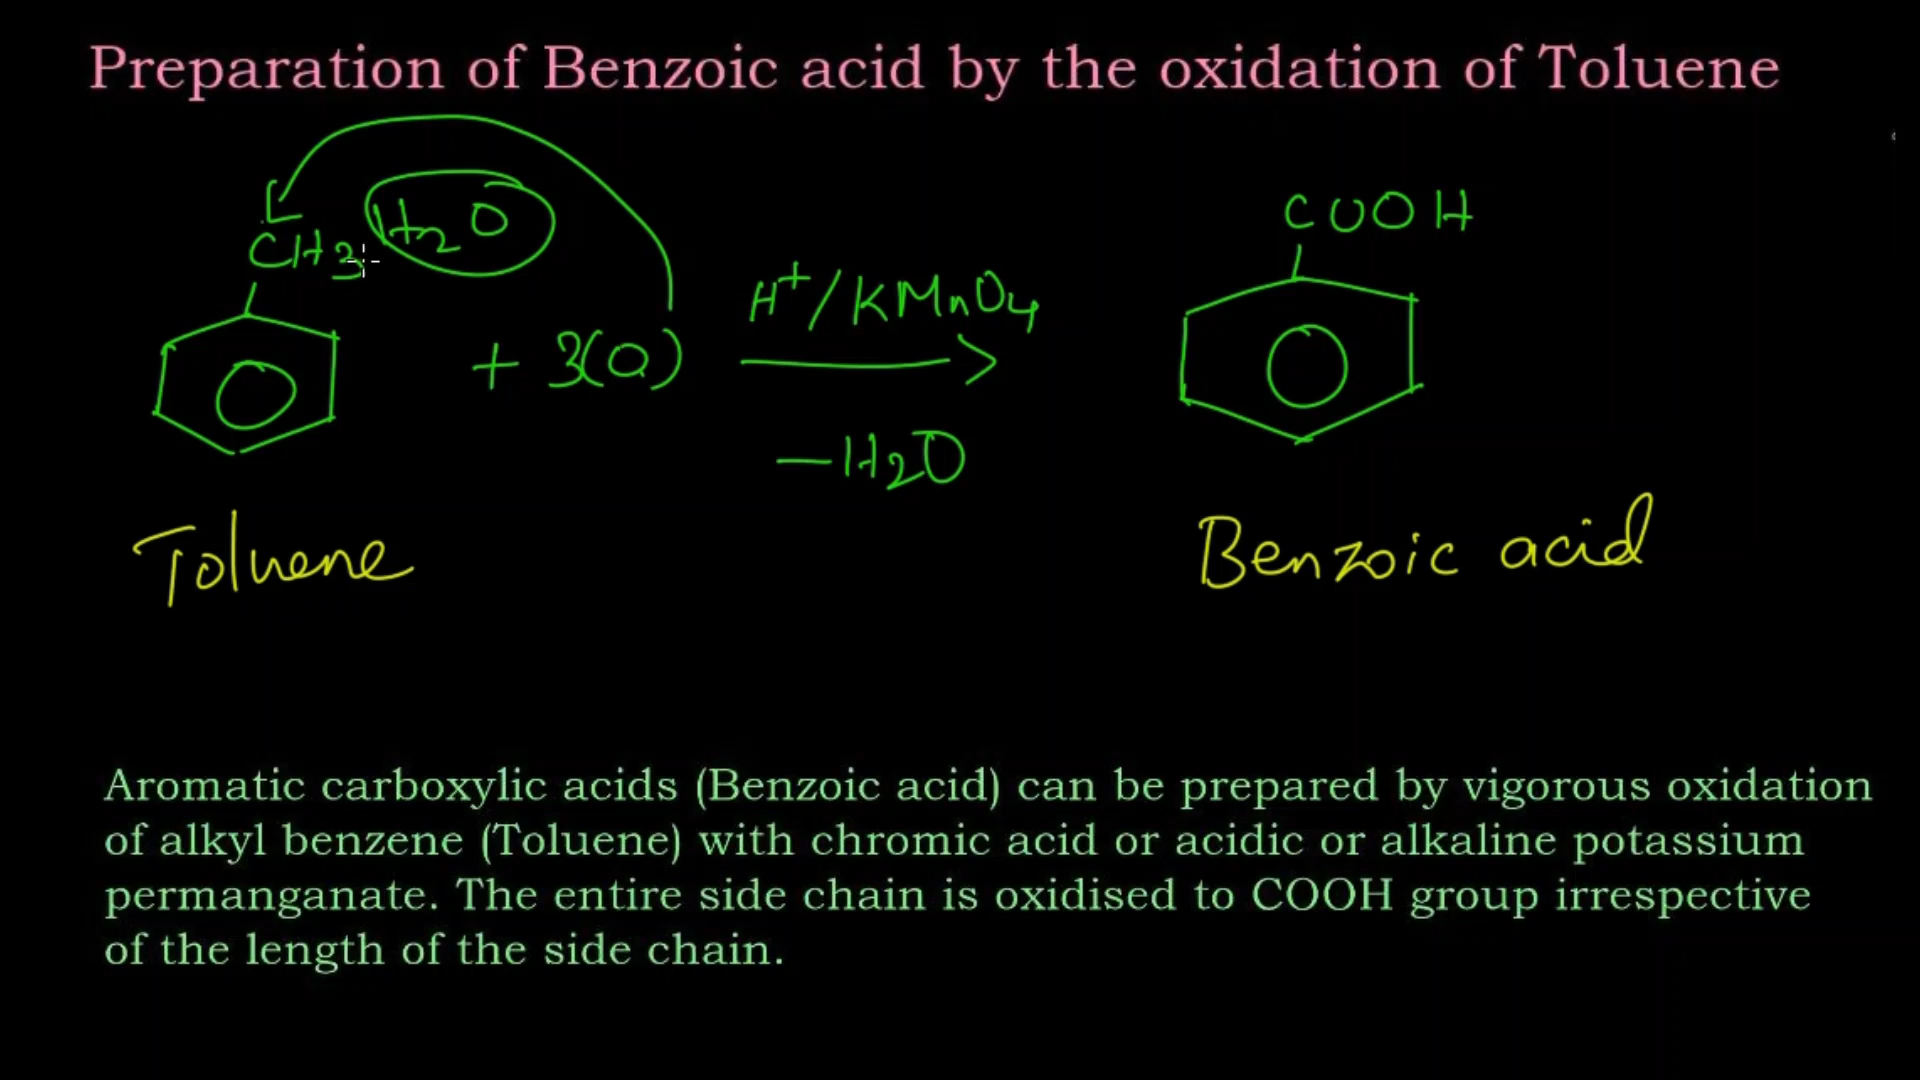 Preparation of Benzoic acid by the oxidation of Toluene
CH3 H2O
COOH
+ 3(O)
H+/KMnO4
-H2O
Toluene
Benzoic acid
Aromatic carboxylic acids (Benzoic acid) can be prepared by vigorous oxidation
of alkyl benzene (Toluene) with chromic acid or acidic or alkaline potassium
permanganate. The entire side chain is oxidised to COOH group irrespective
of the length of the side chain.